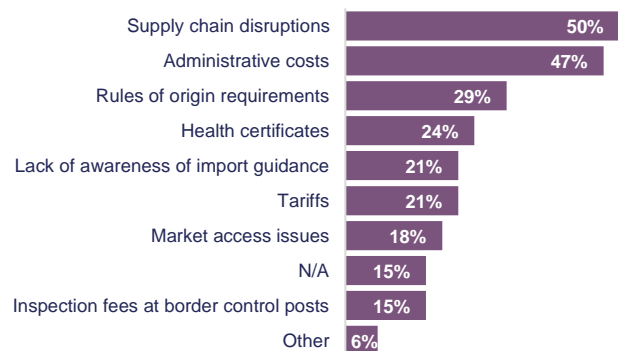 Supply chain disruptions 50%
Administrative costs 47%
Rules of origin requirements 29%
Health certificates 24%
Lack of awareness of import guidance 21%
Tariffs 21%
Market access issues 18%
N/A 15%
Inspection fees at border control posts 15%
Other 6%